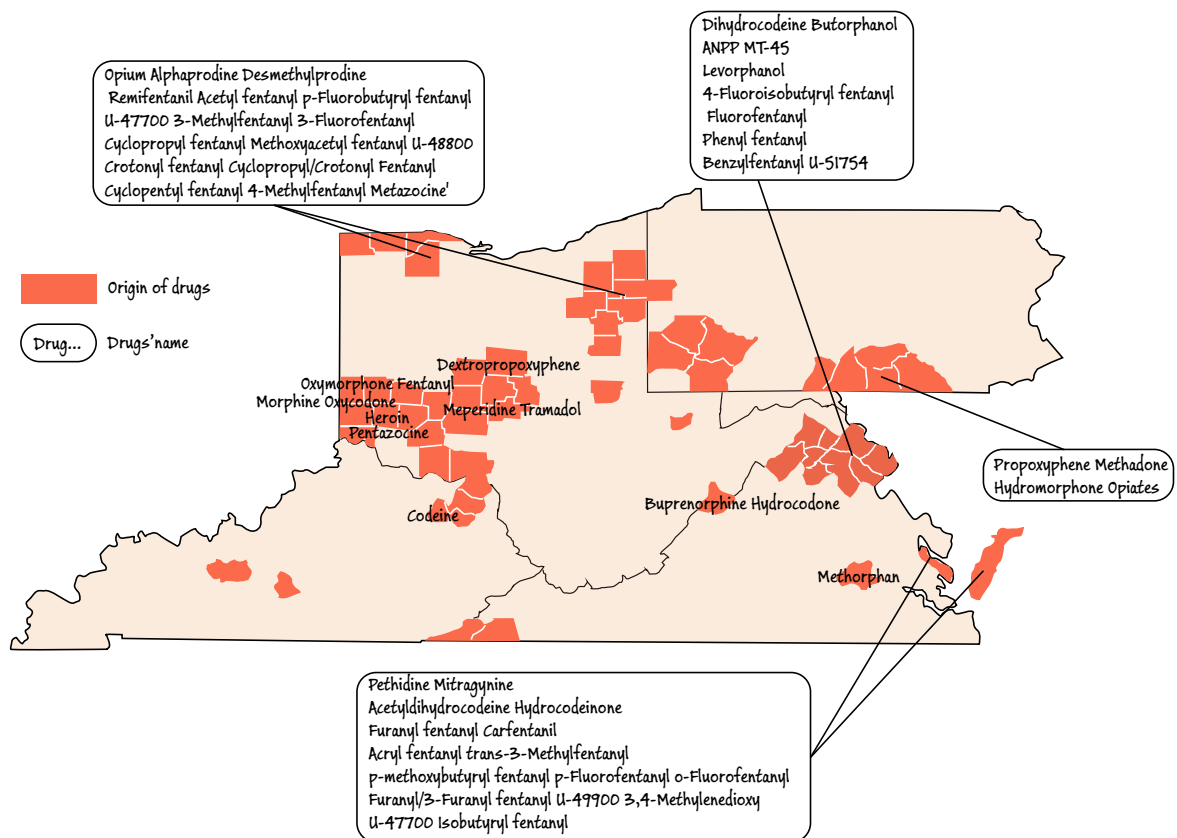 Dihydrocodeine Butorphanol
ANPP MT-45
Levorphanol
4-Fluoroisobutyryl fentanyl
Fluorofentanyl
Phenyl fentanyl
Benzylfentanyl U-51754
Opium Alphaprodine Desmethylprodine
Remifentanil Acetyl fentanyl p-Fluorobutyryl fentanyl
U-47700 3-Methylfentanyl 3-Fluorofentanyl
Cyclopropyl fentanyl Methoxyacetyl fentanyl U-48800
Crotonyl fentanyl Cyclopropyl/Crotonyl Fentanyl
Cyclopentyl fentanyl 4-Methylfentanyl Metazocine'
Origin of drugs
Drug...
Drugs'name
Dextropropoxyphene
Oxymorphone Fentanyl
Morphine Oxycodone
Meperidine Tramadol
Heroin
Pentazocine
Propoxyphene Methadone
Hydromorphone Opiates
Buprenorphine Hydrocodone
Codeine
Methorphan
Pethidine Mitragynine
Acetyldihydrocodeine Hydrocodeinone
Furanyl fentanyl Carfentanil
Acryl fentanyl trans-3-Methylfentanyl
p-methoxybutyryl fentanyl p-Fluorofentanyl o-Fluorofentanyl
Furanyl/3-Furanyl fentanyl U-49900 3,4-Methylenedioxy
U-47700 Isobutyryl fentanyl